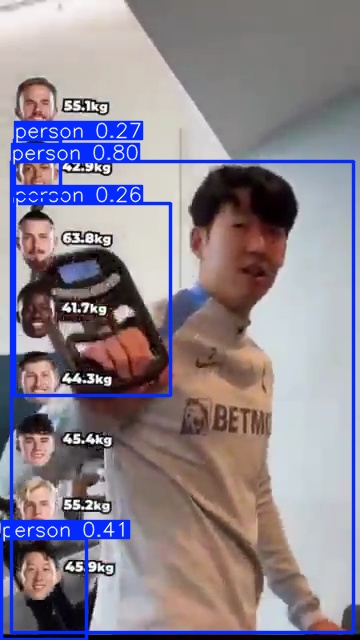 55.1kg
person 0.27
person 0.80
42.9kg
person 0.26
63.8kg
41.7kg
44.3kg
BETM
45.4kg
55.2kg
person 0.41
45.9kg